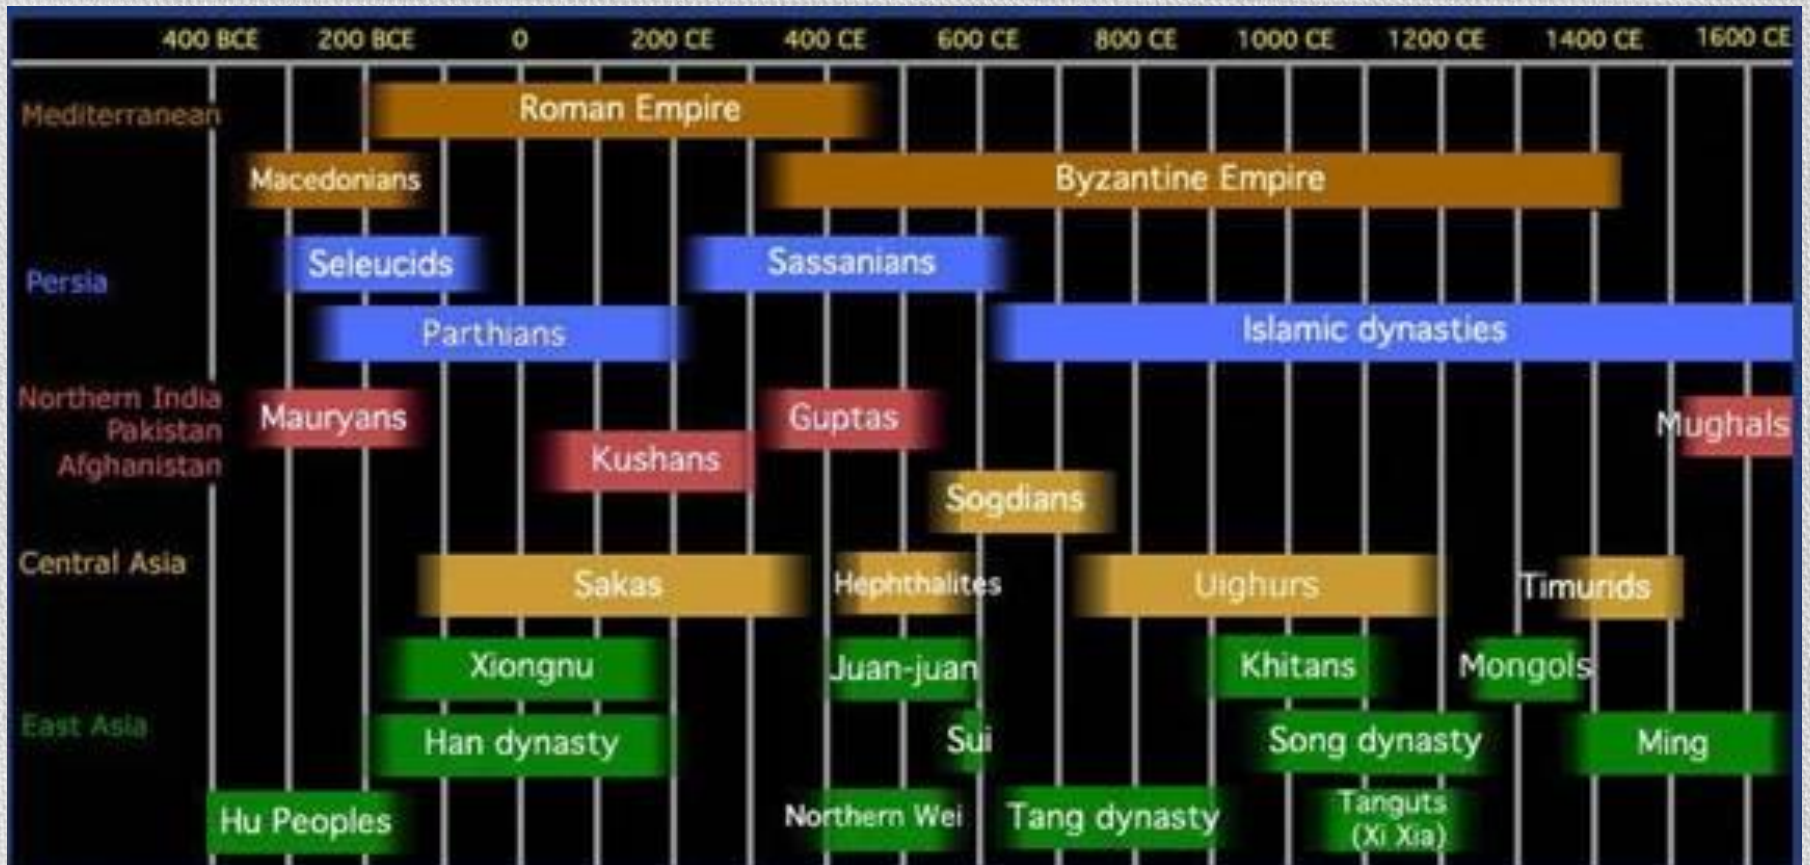 400 BCE 200 BCE 0 200 CE 400 CE 600 CE 800 CE 1000 CE 1200 CE 1400 CE 1600 CE
Mediterranean
Roman Empire
Macedonians
Byzantine Empire
Persia
Seleucids
Sassanians
Parthians
Islamic dynasties
Northern India
Pakistan
Afghanistan
Mauryans
Guptas
Mughals
Kushans
Sogdians
Central Asia
Sakas
Hephthalites
Uighurs
Timurids
East Asia
Xiongnu
Juan-juan
Khitans
Mongols
Han dynasty
Sui
Song dynasty
Ming
Hu Peoples
Northern Wei
Tang dynasty
Tanguts
(Xi Xia)